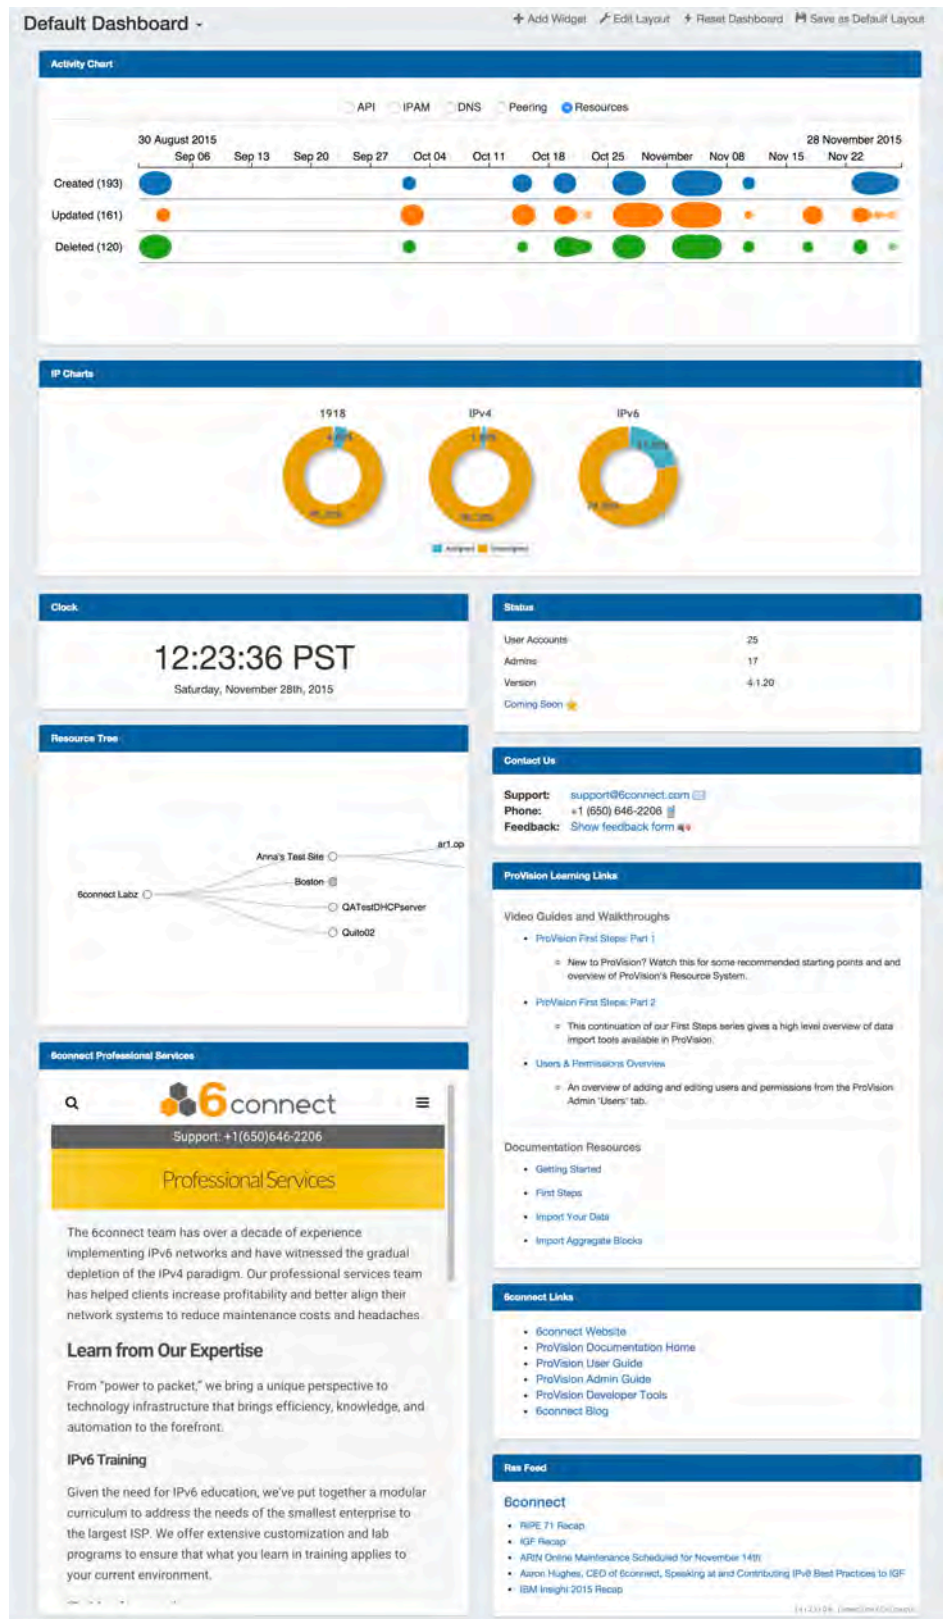 Default Dashboard
Add Widget Edit Layout Reset Dashboard Save as Default Layout
Activity Chart
API IPAM DNS Peering Resources
30 August 2015 28 November 2015
Sep 06 Sep 13 Sep 20 Sep 27 Oct 04 Oct 11 Oct 18 Oct 25 November Nov 08 Nov 15 Nov 22
Created (193)
Updated (161)
Deleted (120)
IP Charts
1918 IPv4 IPv6
Assigned Unassigned
Clock
12:23:36 PST
Saturday, November 28th, 2015
Resource Tree
Anna's Test Site
ar1.op
6connect Labz
Boston
QATestDHCPserver
Quito02
6connect Professional Services
6connect
Support: +1(650)646-2206
Professional Services
The 6connect team has over a decade of experience
implementing IPv6 networks and have witnessed the gradual
depletion of the IPv4 paradigm. Our professional services team
has helped clients increase profitability and better align their
network systems to reduce maintenance costs and headaches
Learn from Our Expertise
From "power to packet," we bring a unique perspective to
technology infrastructure that brings efficiency, knowledge, and
automation to the forefront.
IPv6 Training
Given the need for IPv6 education, we've put together a modular
curriculum to address the needs of the smallest enterprise to
the largest ISP. We offer extensive customization and lab
programs to ensure that what you learn in training applies to
your current environment.
Status
User Accounts 25
Admins 17
Version 4.1.20
Coming Soon
Contact Us
Support: support@6connect.com
Phone: +1 (650) 646-2206
Feedback: Show feedback form
ProVision Learning Links
Video Guides and Walkthroughs
ProVision First Steps: Part 1
New to ProVision? Watch this for some recommended starting points and and
overview of ProVision's Resource System.
ProVision First Steps: Part 2
This continuation of our First Steps series gives a high level overview of data
import tools available in ProVision.
Users & Permissions Overview
An overview of adding and editing users and permissions from the ProVision
Admin 'Users' tab.
Documentation Resources
Getting Started
First Steps
Import Your Data
Import Aggregate Blocks
6connect Links
6connect Website
ProVision Documentation Home
ProVision User Guide
ProVision Admin Guide
ProVision Developer Tools
6connect Blog
Rss Feed
6connect
RIPE 71 Recap
IGF Recap
ARIN Online Maintenance Scheduled for November 14th
Aaron Hughes, CEO of 6connect, Speaking at and Contributing IPv6 Best Practices to IGF
IBM Insight 2015 Recap